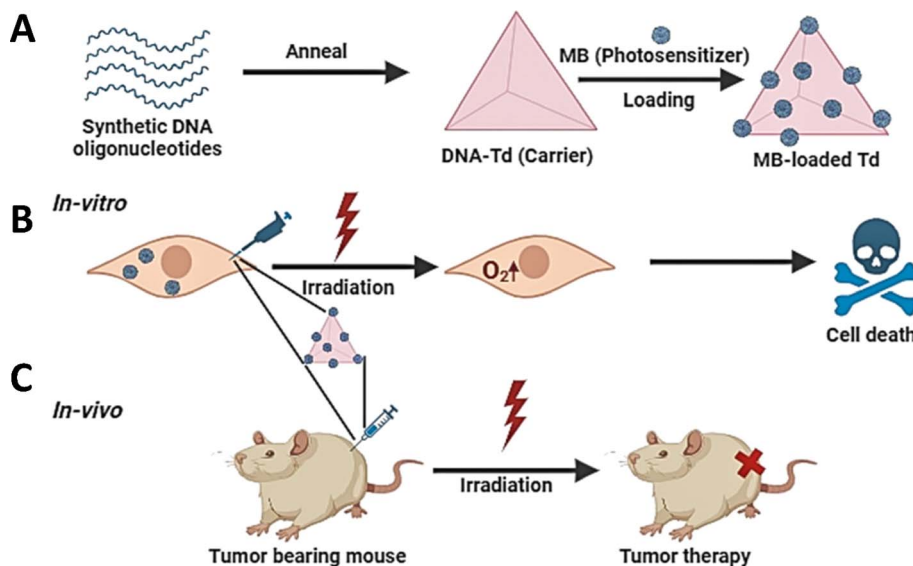 A
Anneal
Synthetic DNA
oligonucleotides
DNA-Td (Carrier)
MB (Photosensitizer)
Loading
MB-loaded Td
B
In-vitro
Irradiation
O₂↑
Cell death
C
In-vivo
Irradiation
Tumor bearing mouse
Tumor therapy